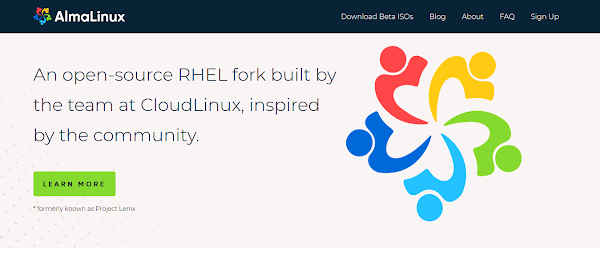 AlmaLinux Download Beta ISOs Blog About FAQ Sign Up
An open-source RHEL fork built by
the team at CloudLinux, inspired
by the community.
LEARN MORE
* formerly known as Project Lenix